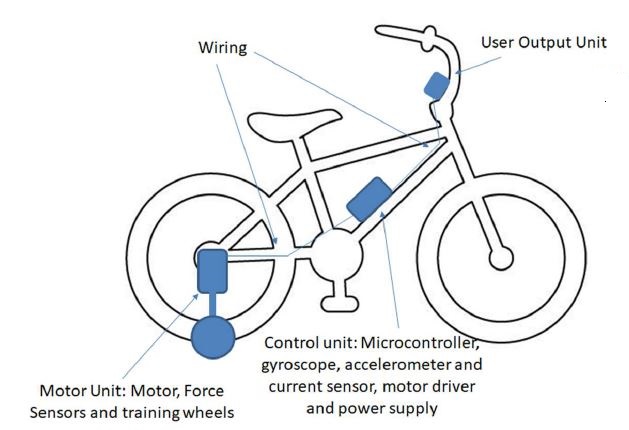 Wiring
User Output Unit
Control unit: Microcontroller,
gyroscope, accelerometer and
current sensor, motor driver
and power supply
Motor Unit: Motor, Force
Sensors and training wheels